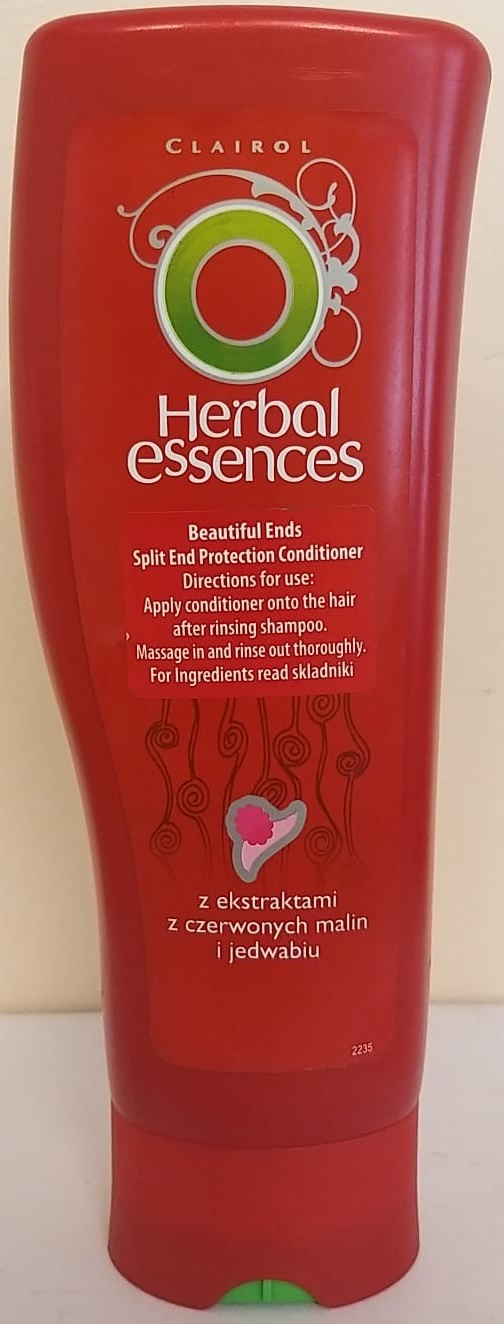 CLAIROL
Herbal
essences
Beautiful Ends
Split End Protection Conditioner
Directions for use:
Apply conditioner onto the hair
after rinsing shampoo.
Massage in and rinse out thoroughly.
For Ingredients read skladniki
z ekstraktami
z czerwonych malin
i jedwabiu
2235